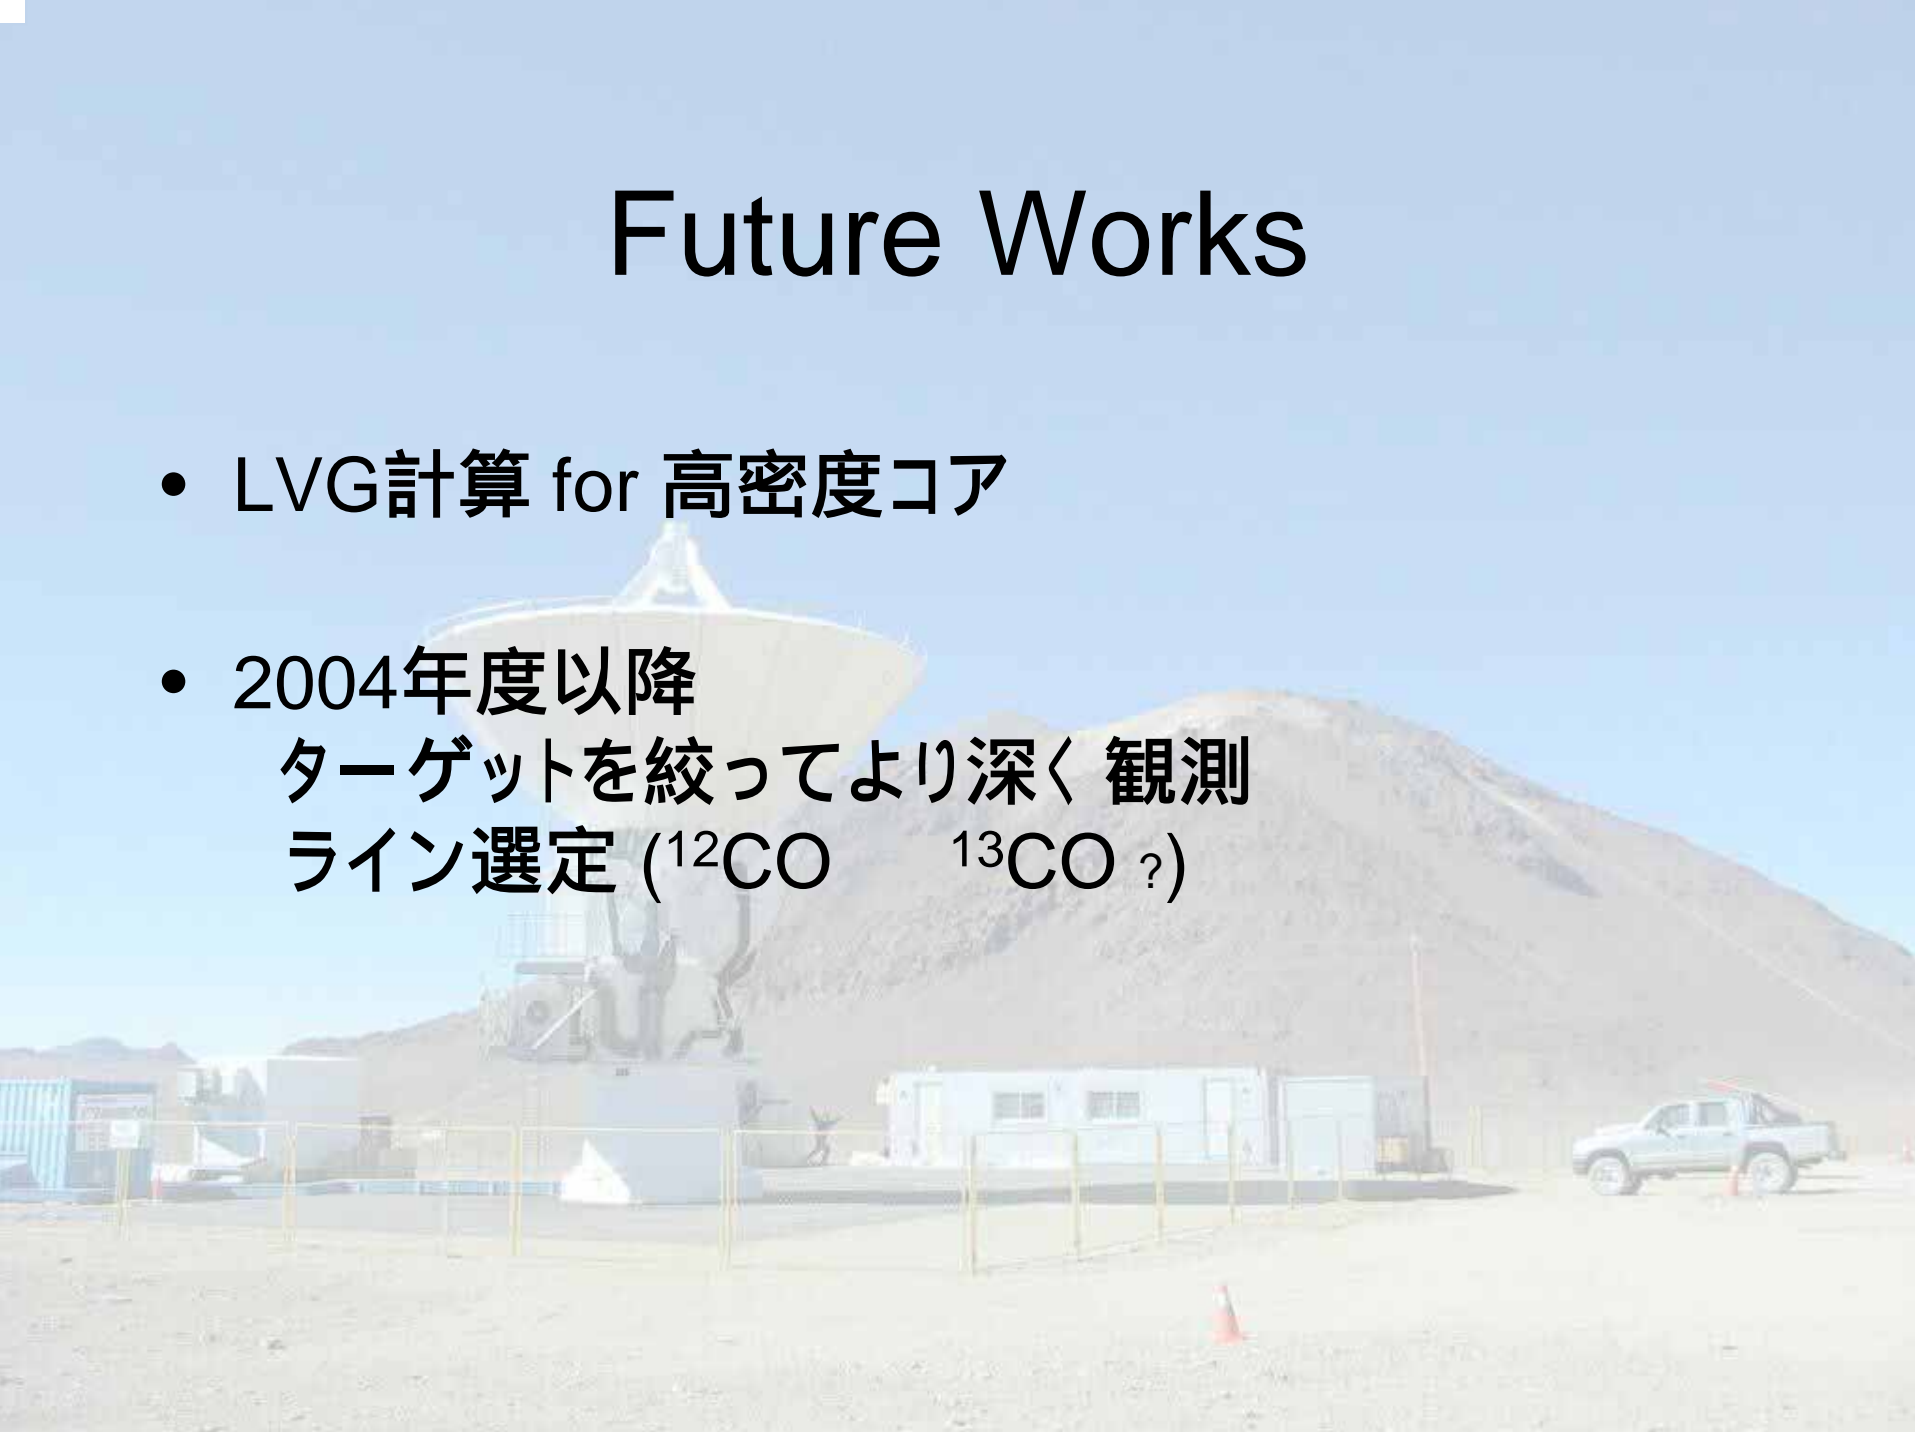 Future Works
• LVG計算 for 高密度コア
• 2004年度以降
ターゲットを絞ってより深く観測
ライン選定 (¹²CO ¹³CO ?)